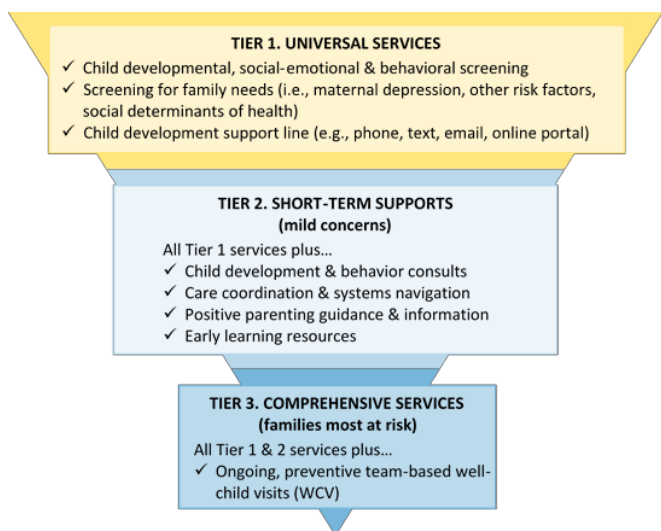 TIER 1. UNIVERSAL SERVICES
✓ Child developmental, social-emotional & behavioral screening
✓ Screening for family needs (i.e., maternal depression, other risk factors,
social determinants of health)
✓ Child development support line (e.g., phone, text, email, online portal)
TIER 2. SHORT-TERM SUPPORTS
(mild concerns)
All Tier 1 services plus…
✓ Child development & behavior consults
✓ Care coordination & systems navigation
✓ Positive parenting guidance & information
✓ Early learning resources
TIER 3. COMPREHENSIVE SERVICES
(families most at risk)
All Tier 1 & 2 services plus…
✓ Ongoing, preventive team-based well-
child visits (WCV)